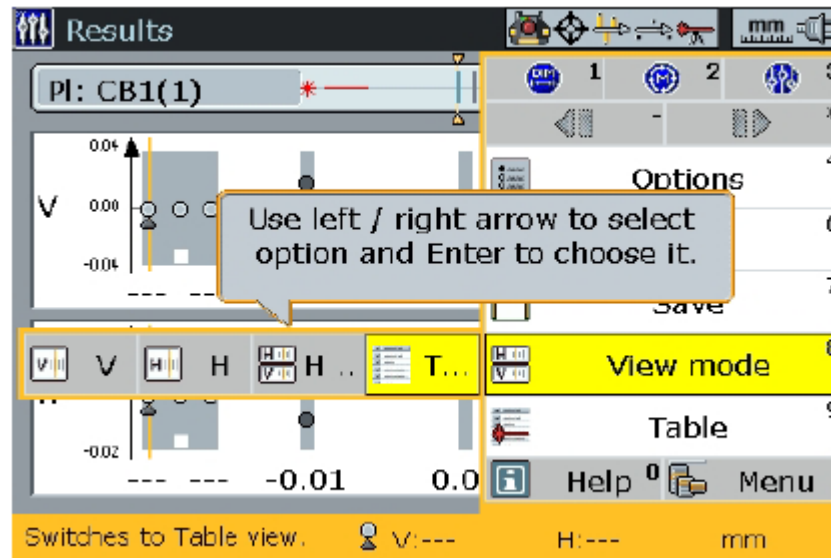 Results
mm
Pl: CB1(1)
DIM 1 M 2
-
0.04
V 0.00
-0.04
--- ---
Options
Use left / right arrow to select
option and Enter to choose it.
Save
V H H .. T...
View mode
-0.02
--- --- -0.01 0.0
Table
Help 0 Menu
Switches to Table view. V:--- H:--- mm